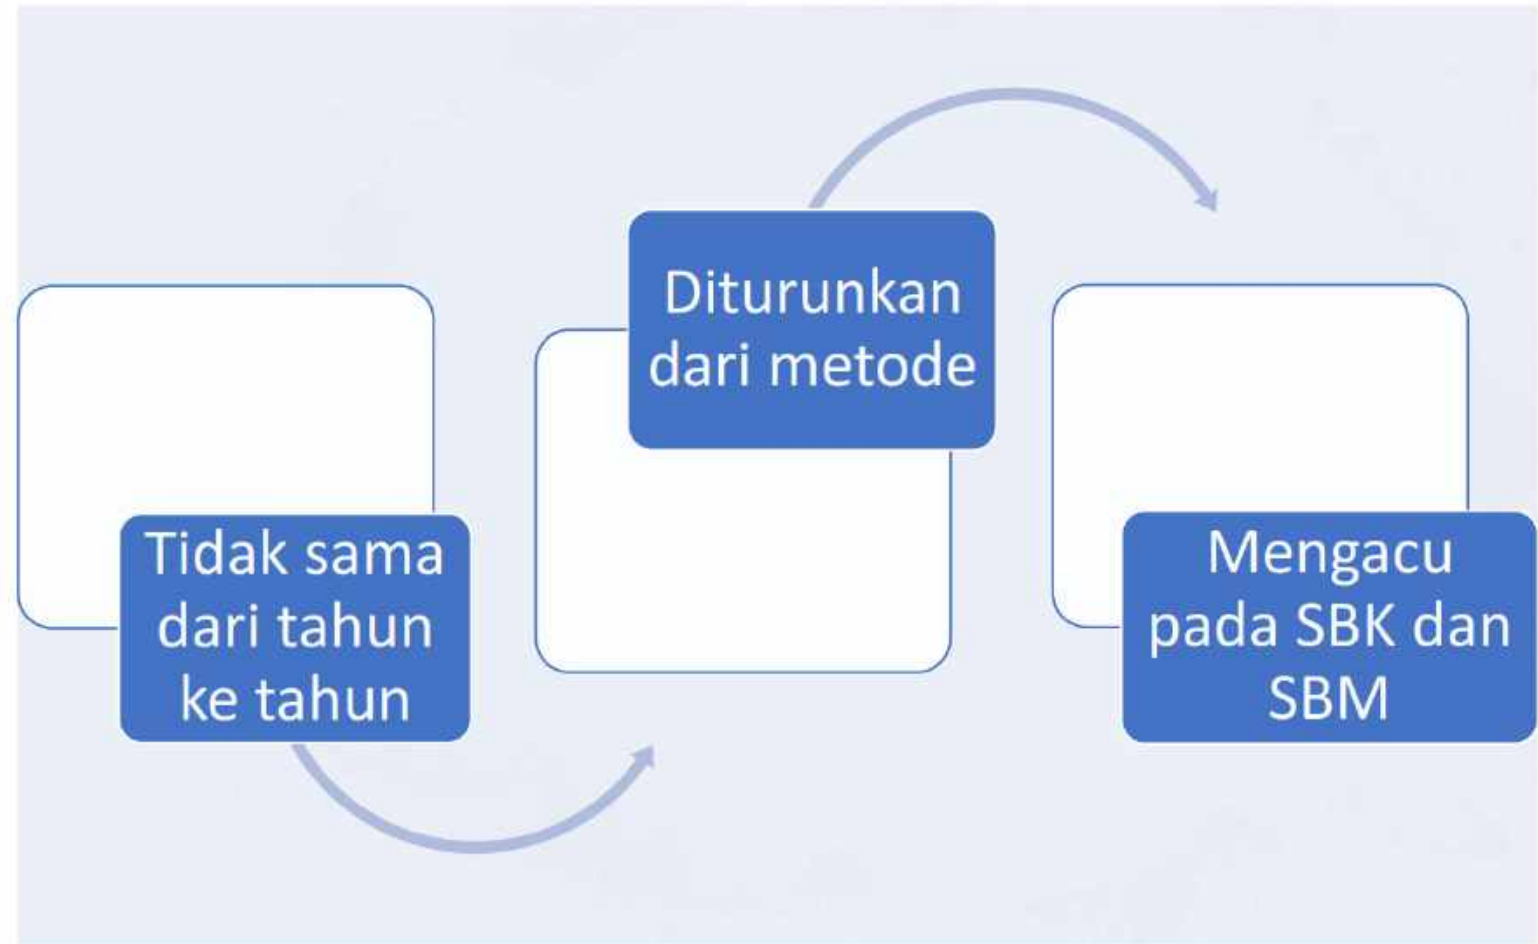 Tidak sama
dari tahun
ke tahun
Diturunkan
dari metode
Mengacu
pada SBK dan
SBM